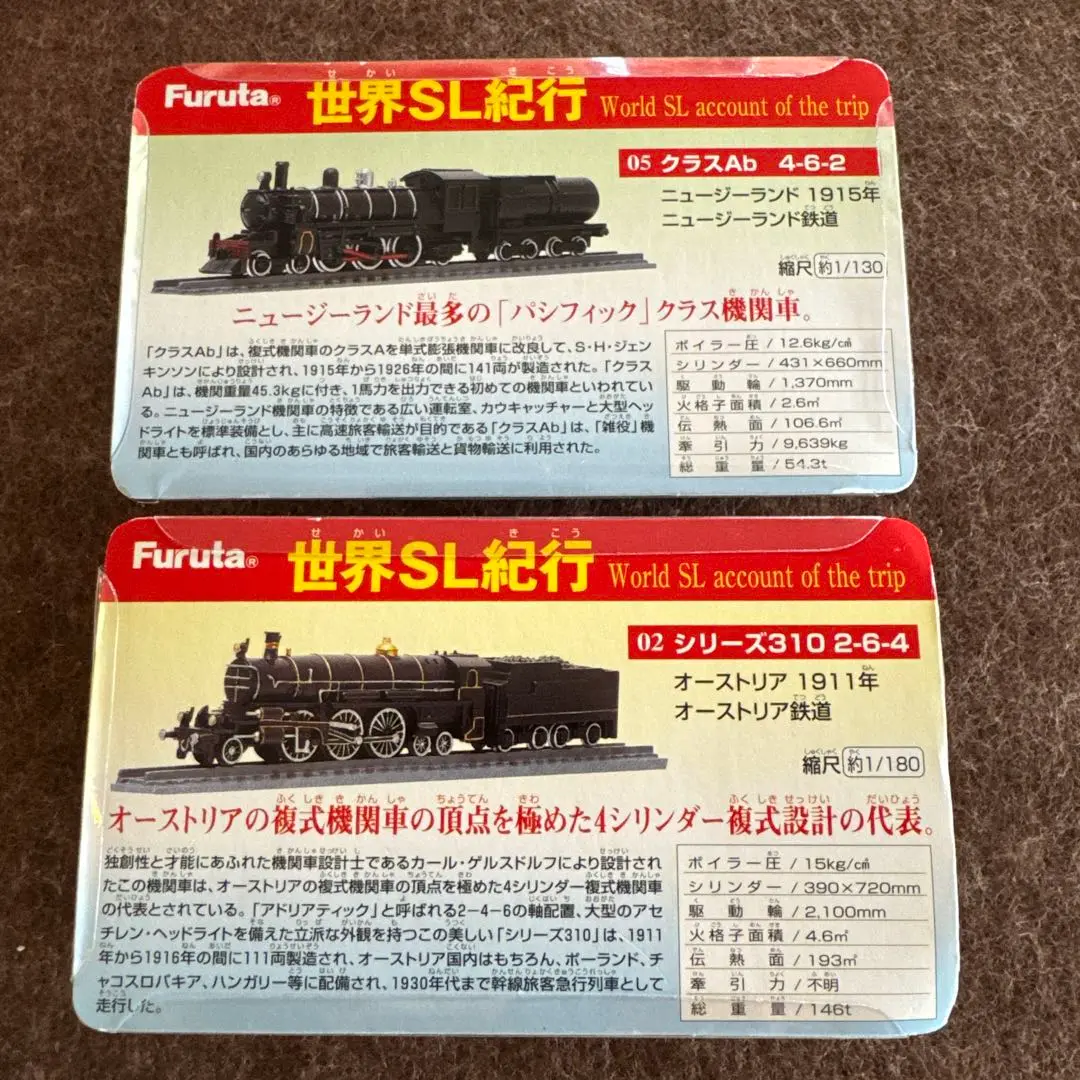 Furuta® 世界SL紀行 World SL account of the trip
05 クラスAb 4-6-2
ニュージーランド 1915年
ニュージーランド鉄道
縮尺 約1/130
ニュージーランド最多の「パシフィック」クラス機関車。
「クラスAb」は、複式機関車のクラスAを単式膨張機関車に改良して、S・H・ジェン
キンソンにより設計され、1915年から1926年の間に141両が製造された。「クラス
Ab」は、機関重量45.3kgに付き、1馬力を出力できる初めての機関車といわれてい
る。ニュージーランド機関車の特徴である広い運転室、カウキャッチャーと大型ヘッ
ドライトを標準装備とし、主に高速旅客輸送が目的である「クラスAb」は、「雑役」機
関車とも呼ばれ、国内のあらゆる地域で旅客輸送と貨物輸送に利用された。
ボイラー圧 / 12.6kg/c㎡
シリンダー / 431×660mm
駆動輪 / 1,370mm
火格子面積 / 2.6㎡
伝熱面 / 106.6㎡
牽引力 / 9,639kg
総重量 / 54.3t
Furuta® 世界SL紀行 World SL account of the trip
02 シリーズ310 2-6-4
オーストリア 1911年
オーストリア鉄道
縮尺 約1/180
オーストリアの複式機関車の頂点を極めた4シリンダー複式設計の代表。
独創性と才能にあふれた機関車設計士であるカール・ゲルスドルフにより設計され
たこの機関車は、オーストリアの複式機関車の頂点を極めた4シリンダー複式機関車
の代表とされている。「アドリアティック」と呼ばれる2-4-6の軸配置、大型のアセ
チレン・ヘッドライトを備えた立派な外観を持つこの美しい「シリーズ310」は、1911
年から1916年の間に111両製造され、オーストリア国内はもちろん、ポーランド、チ
ャコスロバキア、ハンガリー等に配備され、1930年代まで幹線旅客急行列車として
走行した。
ボイラー圧 / 15kg/c㎡
シリンダー / 390×720mm
駆動輪 / 2,100mm
火格子面積 / 4.6㎡
伝熱面 / 193㎡
牽引力 / 不明
総重量 / 146t